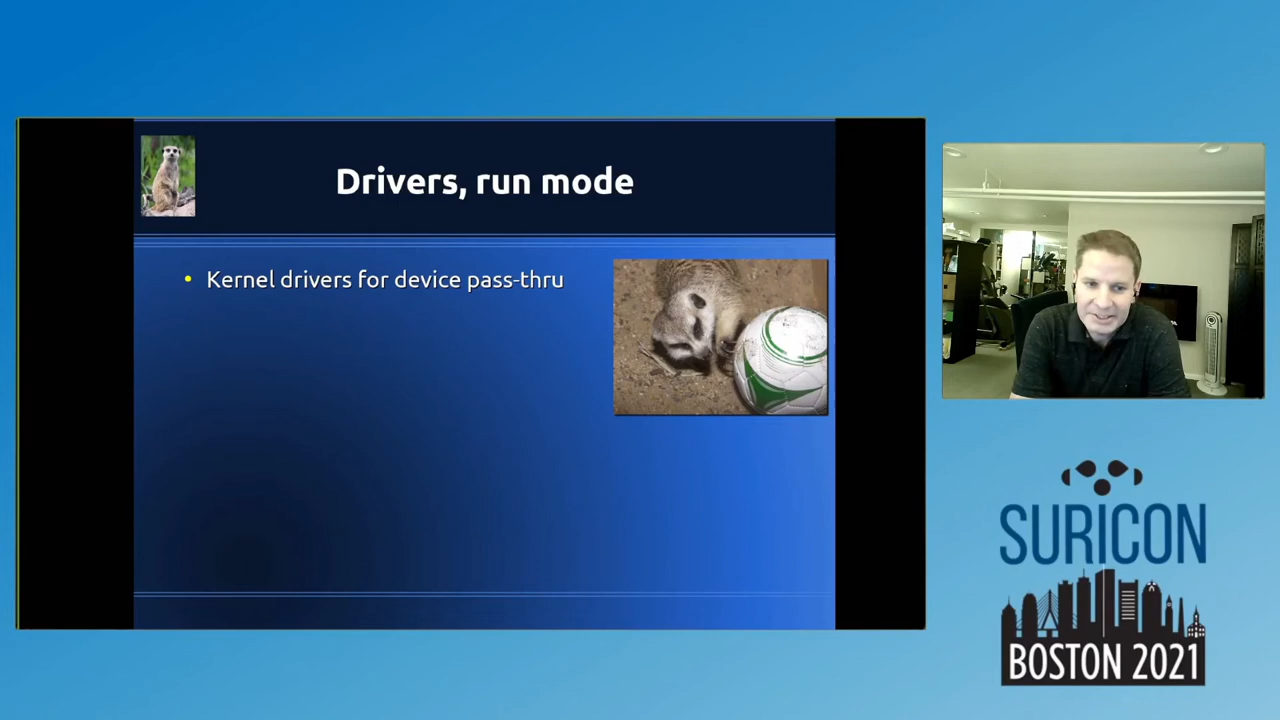 Drivers, run mode
• Kernel drivers for device pass-thru
SURICON
BOSTON 2021